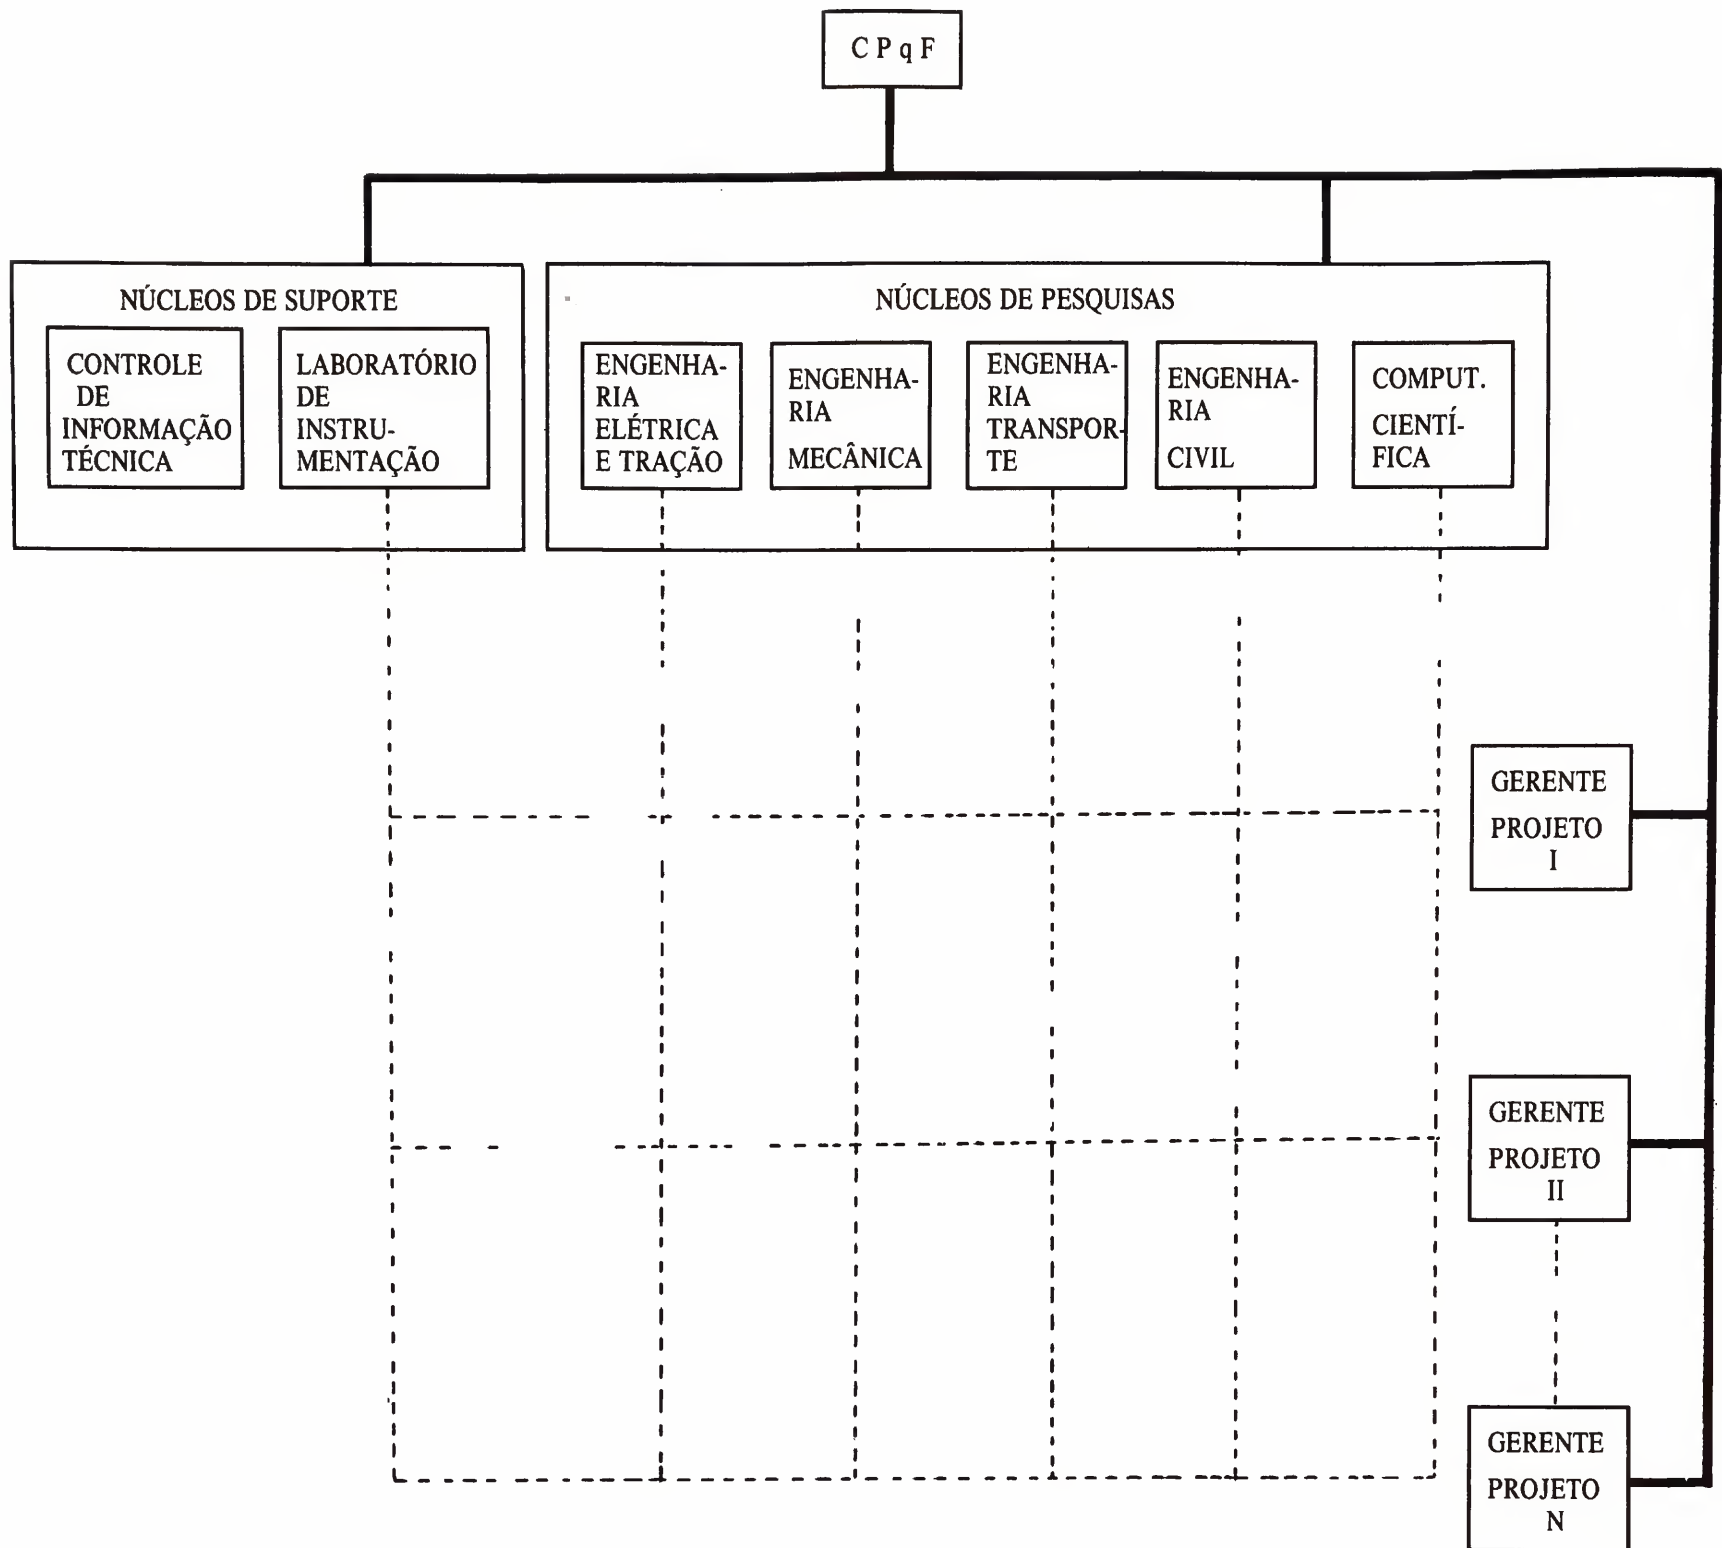 C P q F
NÚCLEOS DE SUPORTE
CONTROLE
DE
INFORMAÇÃO
TÉCNICA
LABORATÓRIO
DE
INSTRU-
MENTAÇÃO
NÚCLEOS DE PESQUISAS
ENGENHA-
RIA
ELÉTRICA
E TRAÇÃO
ENGENHA-
RIA
MECÂNICA
ENGENHA-
RIA
TRANSPOR-
TE
ENGENHA-
RIA
CIVIL
COMPUT.
CIENTÍ-
FICA
GERENTE
PROJETO
I
GERENTE
PROJETO
II
GERENTE
PROJETO
N